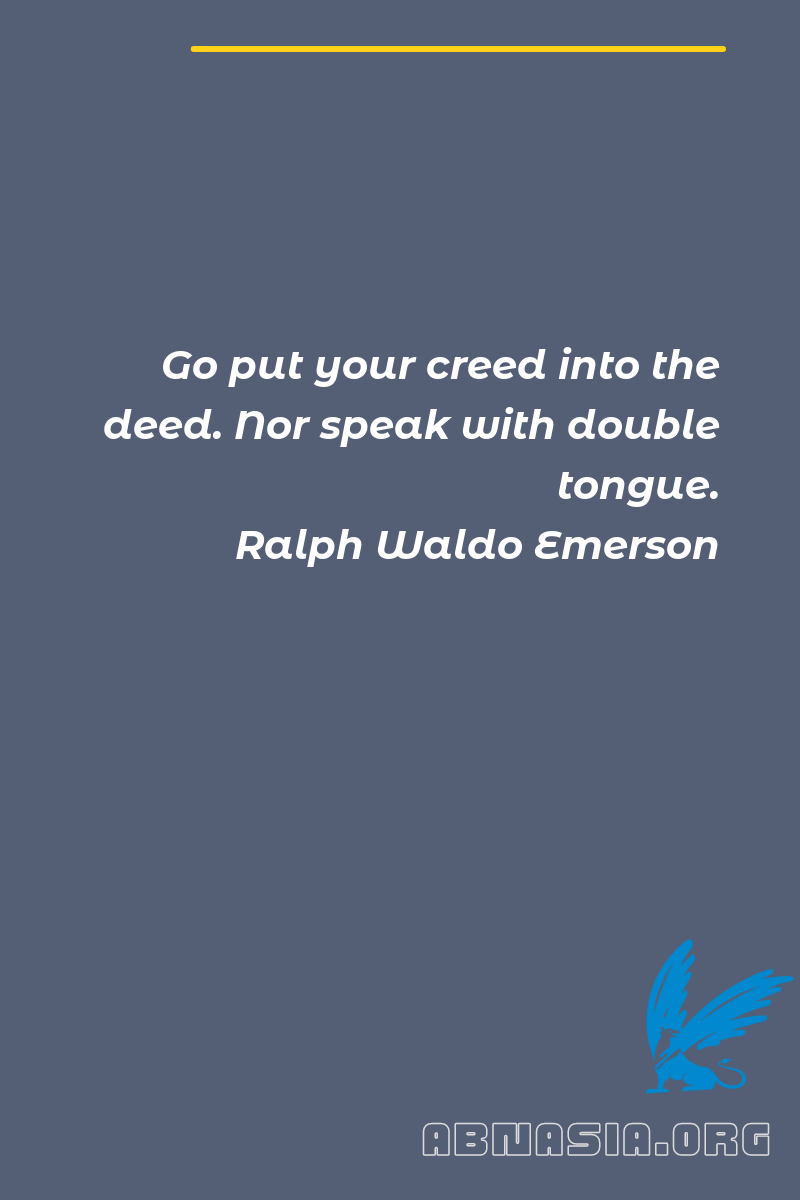 Go put your creed into the
deed. Nor speak with double
tongue.
Ralph Waldo Emerson
ABNASIA.ORG